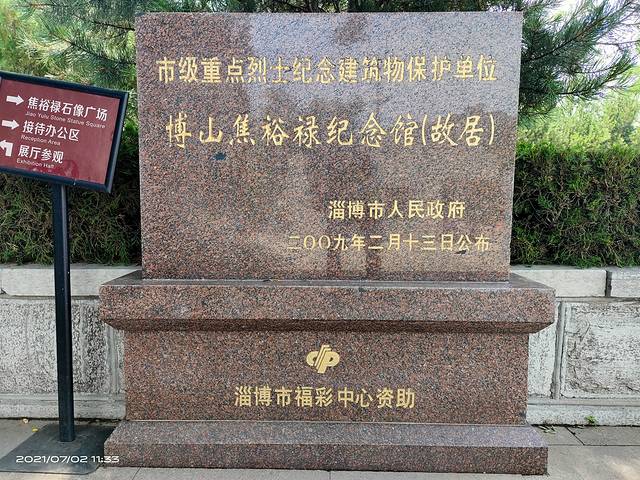 市级重点烈士纪念建筑物保护单位
博山焦裕禄纪念馆(故居)
淄博市人民政府
二〇〇九年二月十三日公布
淄博市福彩中心资助
焦裕禄石像广场
Jiao Yulu Stone Statue Square
接待办公区
Reception Area
展厅参观
Exhibition Hall
2021/07/02 11:33